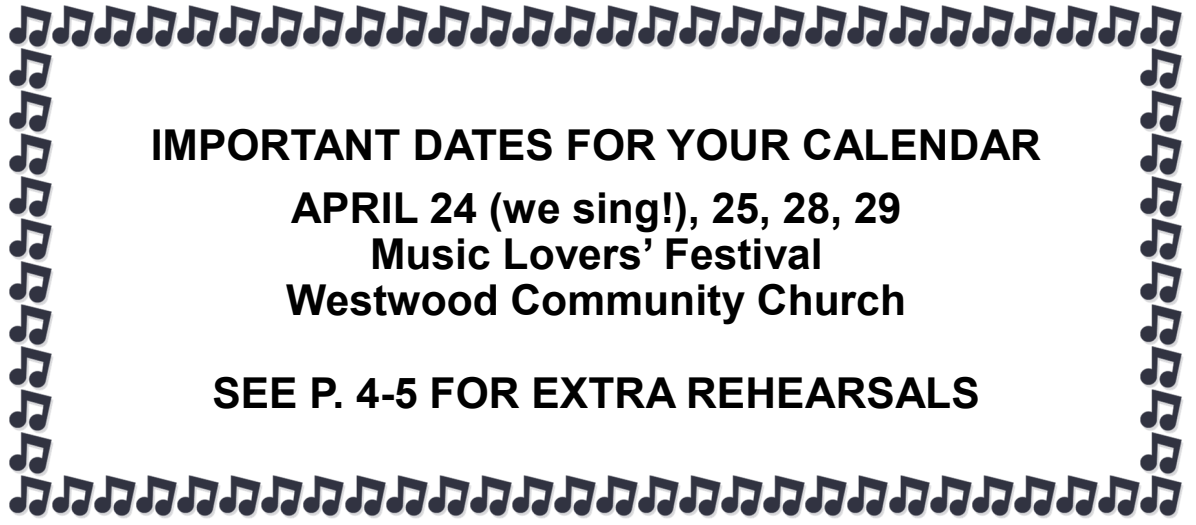 IMPORTANT DATES FOR YOUR CALENDAR
APRIL 24 (we sing!), 25, 28, 29
Music Lovers’ Festival
Westwood Community Church
SEE P. 4-5 FOR EXTRA REHEARSALS